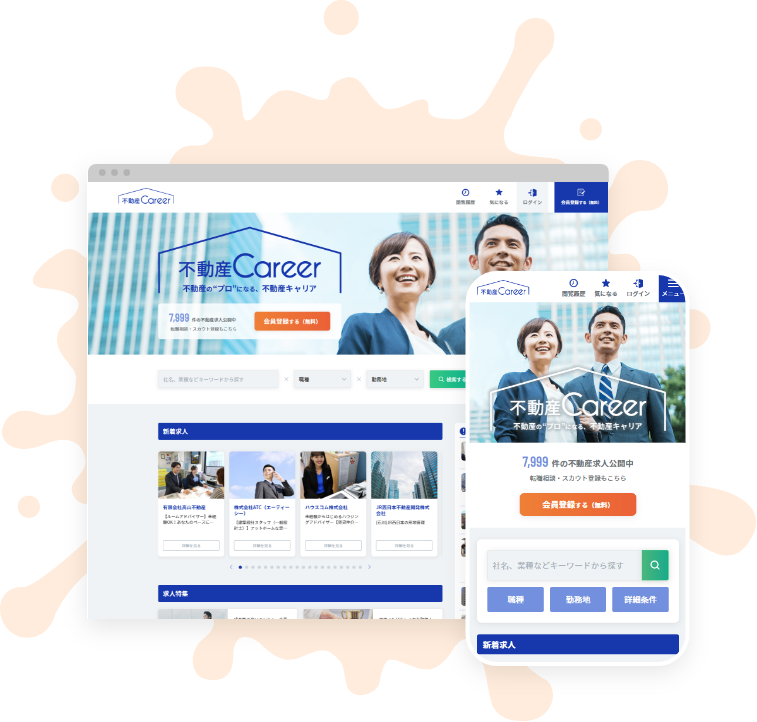 不動産Career
閲覧履歴
気になる
ログイン
会員登録する（無料）
不動産Career
不動産の“プロ”になる、不動産キャリア
7,999 件の不動産求人公開中
転職相談・スカウト登録もこちら
会員登録する（無料）
社名、業種などキーワードから探す
×
職種
×
勤務地
検索する
新着求人
有限会社高山不動産
株式会社ATC（エーティーシー）
ハウスコム株式会社
JR西日本不動産開発株式会社
詳細を見る
詳細を見る
詳細を見る
詳細を見る
求人特集
不動産Career
閲覧履歴
気になる
ログイン
メニュー
不動産Career
不動産の“プロ”になる、不動産キャリア
7,999 件の不動産求人公開中
転職相談・スカウト登録もこちら
会員登録する（無料）
社名、業種などキーワードから探す
職種
勤務地
詳細条件
新着求人